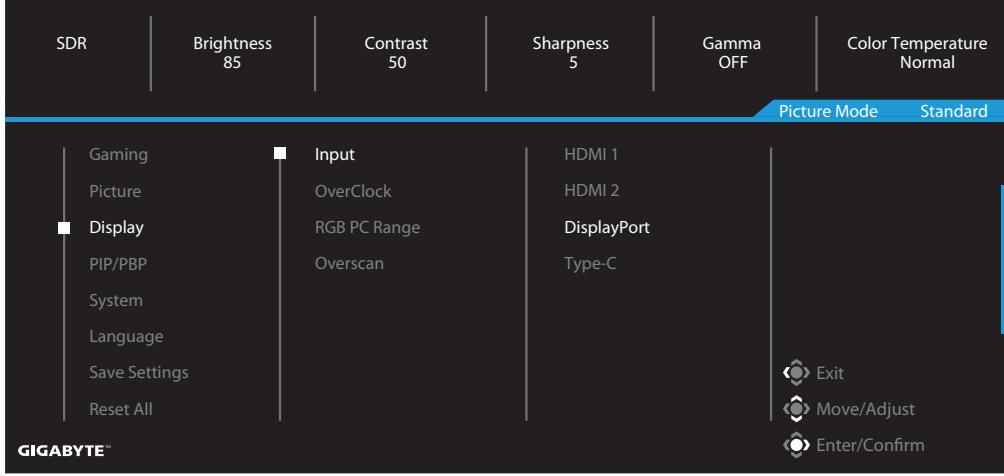 SDR Brightness Contrast Sharpness Gamma Color Temperature
85 50 5 OFF Normal
Picture Mode Standard
Gaming Input HDMI 1
Picture OverClock HDMI 2
Display RGB PC Range DisplayPort
PIP/PBP Overscan Type-C
System
Language
Save Settings Exit
Reset All Move/Adjust
GIGABYTE™ Enter/Confirm